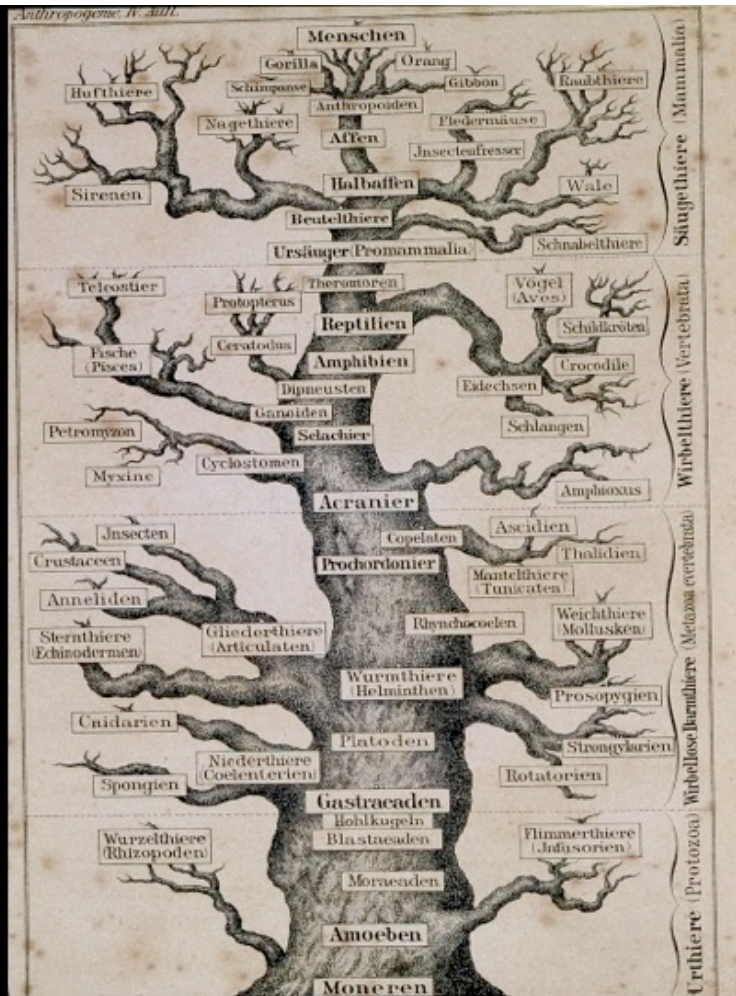 Anthropogenie, IV. Aufl.
Menschen
Gorilla
Orang
Schimpanse
Gibbon
Anthropoiden
Hufthiere
Raubthiere
Nagethiere
Fledermäuse
Affen
Jnsectenfresser
Halbaffen
Wale
Sirenen
Beutelthiere
Ursäuger (Promammalia)
Schnabelthiere
Säugethiere (Mammalia)
Teleostier
Protopterus
Theromoren
Vögel
(Aves)
Reptilien
Schildkröten
Ceratodus
Fische
(Pisces)
Amphibien
Crocodile
Dipneusten
Eidechsen
Ganoiden
Schlangen
Petromyzon
Selachier
Cyclostomen
Myxine
Amphioxus
Acranier
Wirbelthiere (Vertebrata)
Jnsecten
Ascidien
Copelaten
Thalidien
Crustaceen
Prochordonier
Mantelthiere
(Tunicaten)
Anneliden
Rhynchocoelen
Weichthiere
(Mollusken)
Sternthiere
(Echinodermen)
Gliederthiere
(Articulaten)
Wurmthiere
(Helminthen)
Prosopygien
Cnidarien
Platoden
Strongylarien
Niederthiere
(Coelenterien)
Rotatorien
Spongien
Gastraeaden
Wirbellose Darmthiere (Metazoa evertebrata)
Hohlkugeln
Blastaeaden
Wurzelthiere
(Rhizopoden)
Flimmerthiere
(Jnfusorien)
Moraeaden
Amoeben
Moneren
Urthiere (Protozoa)